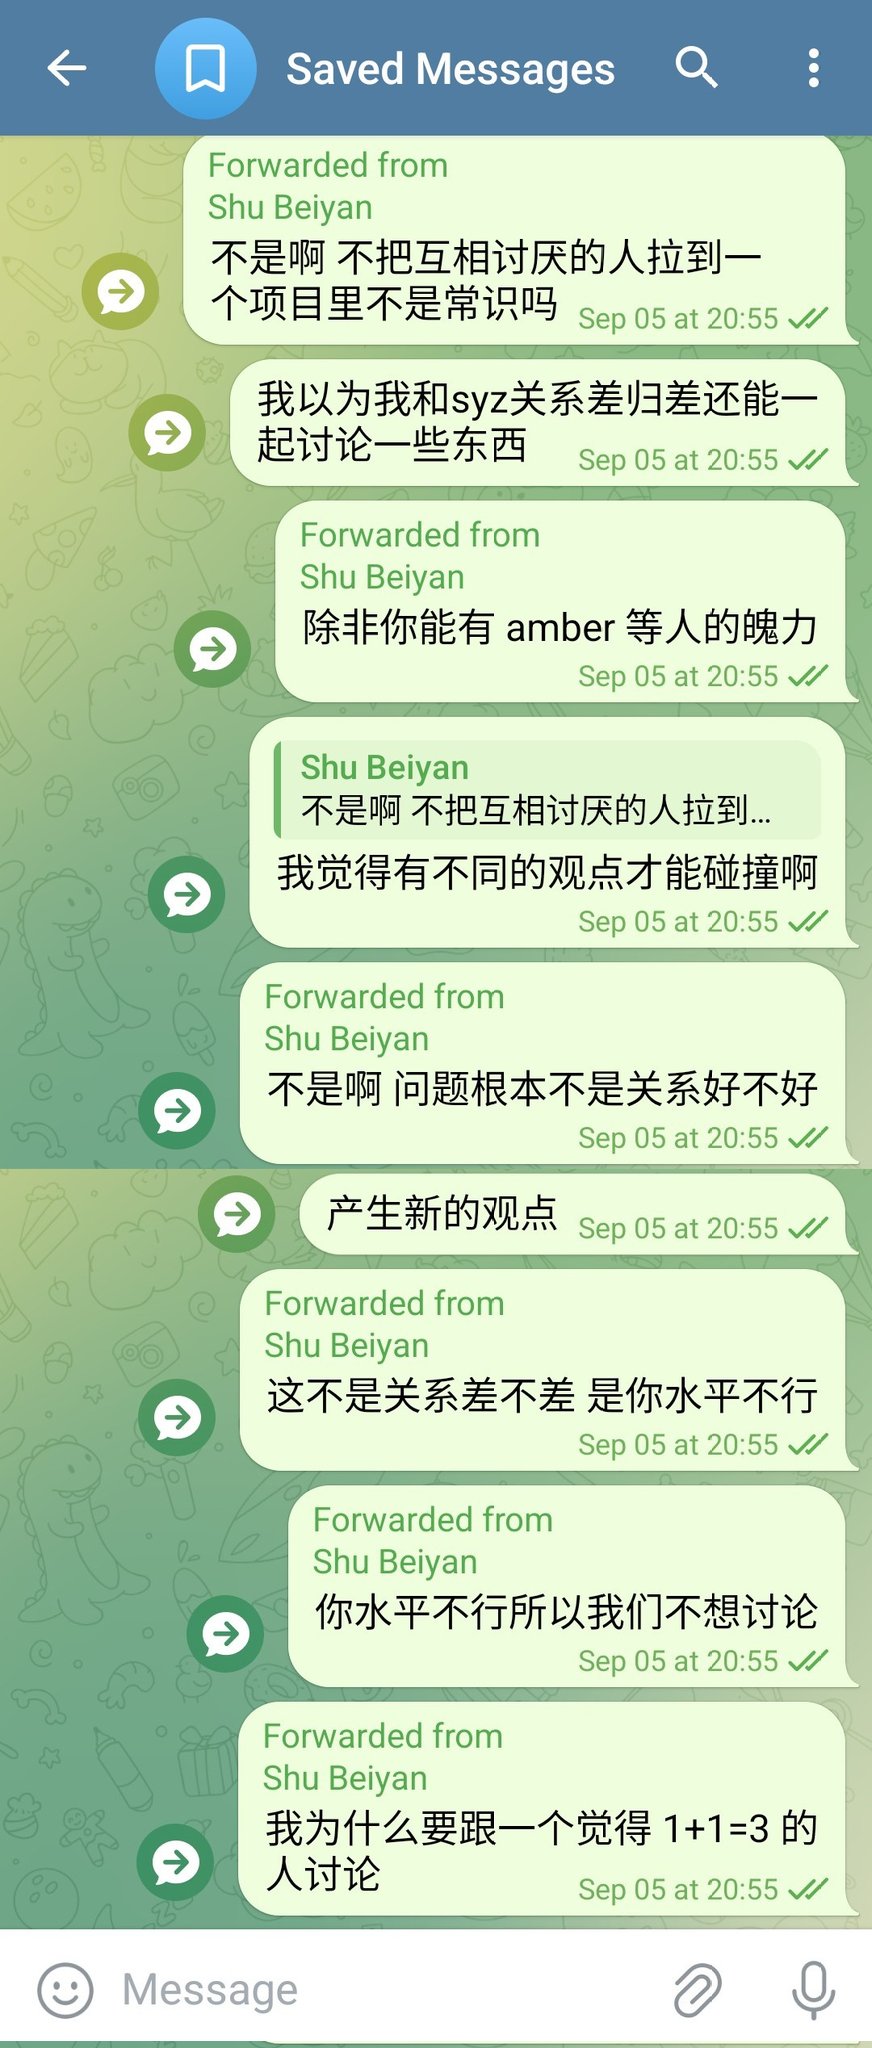 Saved Messages
Forwarded from
Shu Beiyan
不是啊 不把互相讨厌的人拉到一
个项目里不是常识吗
Sep 05 at 20:55
我以为我和syz关系差归差还能一
起讨论一些东西
Sep 05 at 20:55
Forwarded from
Shu Beiyan
除非你能有 amber 等人的魄力
Sep 05 at 20:55
Shu Beiyan
不是啊 不把互相讨厌的人拉到...
我觉得有不同的观点才能碰撞啊
Sep 05 at 20:55
Forwarded from
Shu Beiyan
不是啊 问题根本不是关系好不好
Sep 05 at 20:55
产生新的观点
Sep 05 at 20:55
Forwarded from
Shu Beiyan
这不是关系差不差 是你水平不行
Sep 05 at 20:55
Forwarded from
Shu Beiyan
你水平不行所以我们不想讨论
Sep 05 at 20:55
Forwarded from
Shu Beiyan
我为什么要跟一个觉得 1+1=3 的
人讨论
Sep 05 at 20:55
Message